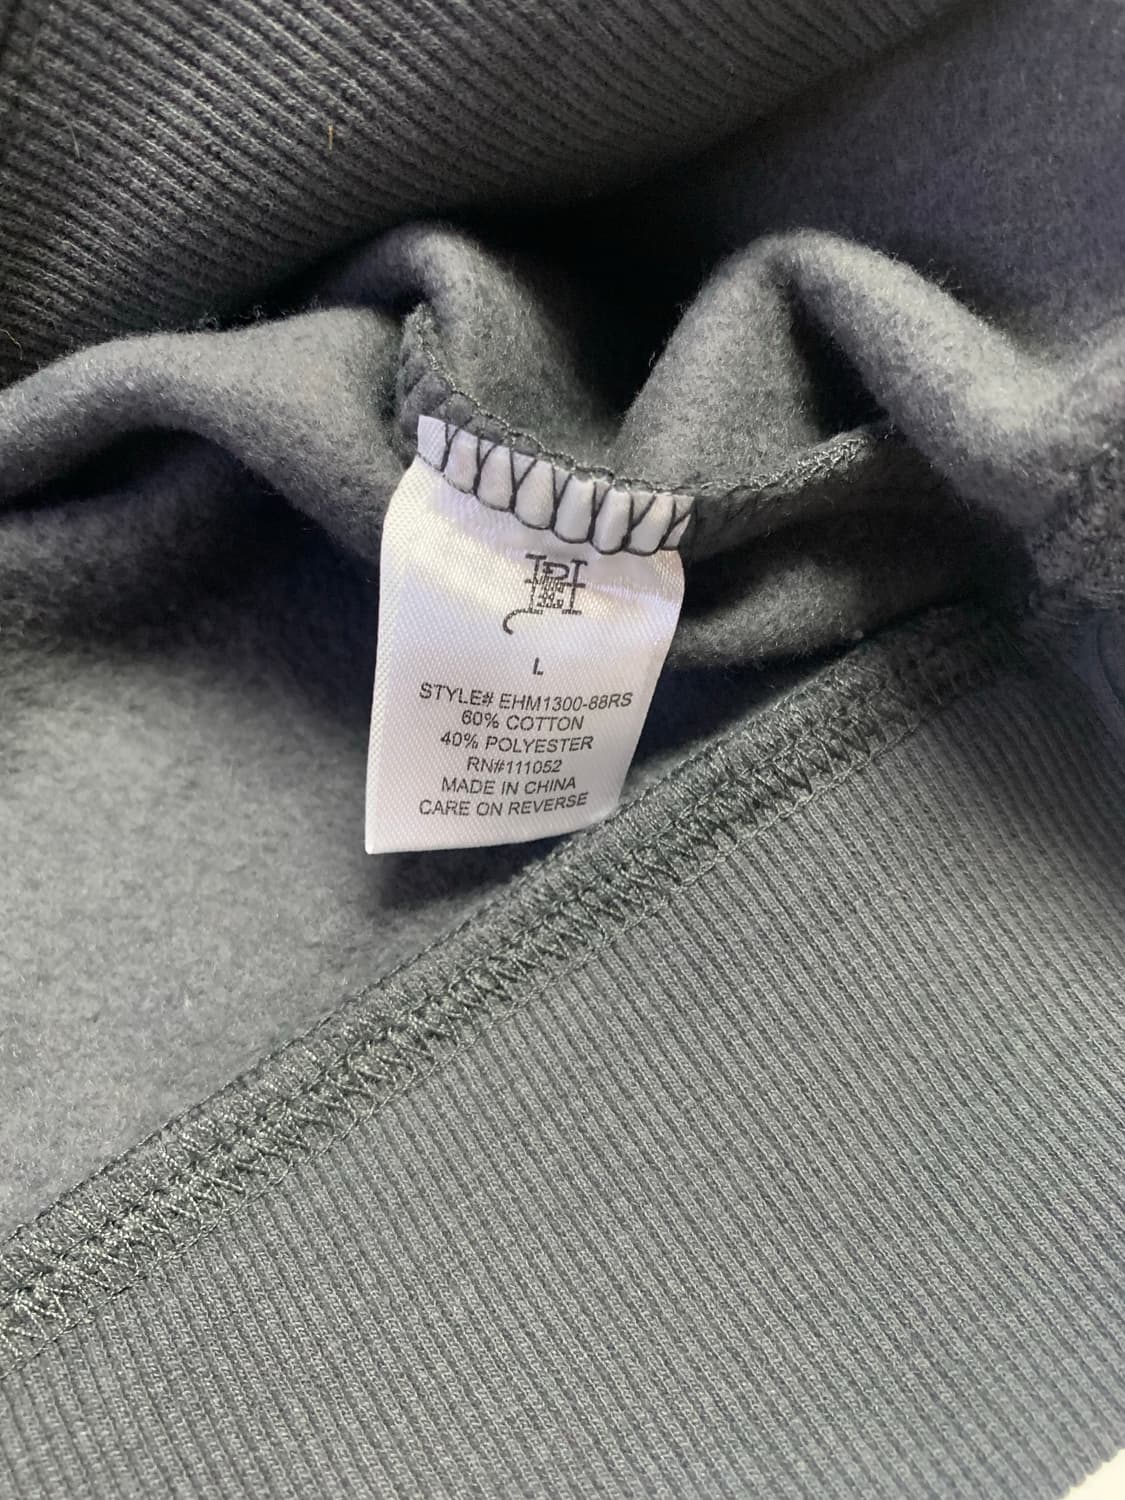 L
STYLE# EHM1300-88RS
60% COTTON
40% POLYESTER
RN#111052
MADE IN CHINA
CARE ON REVERSE